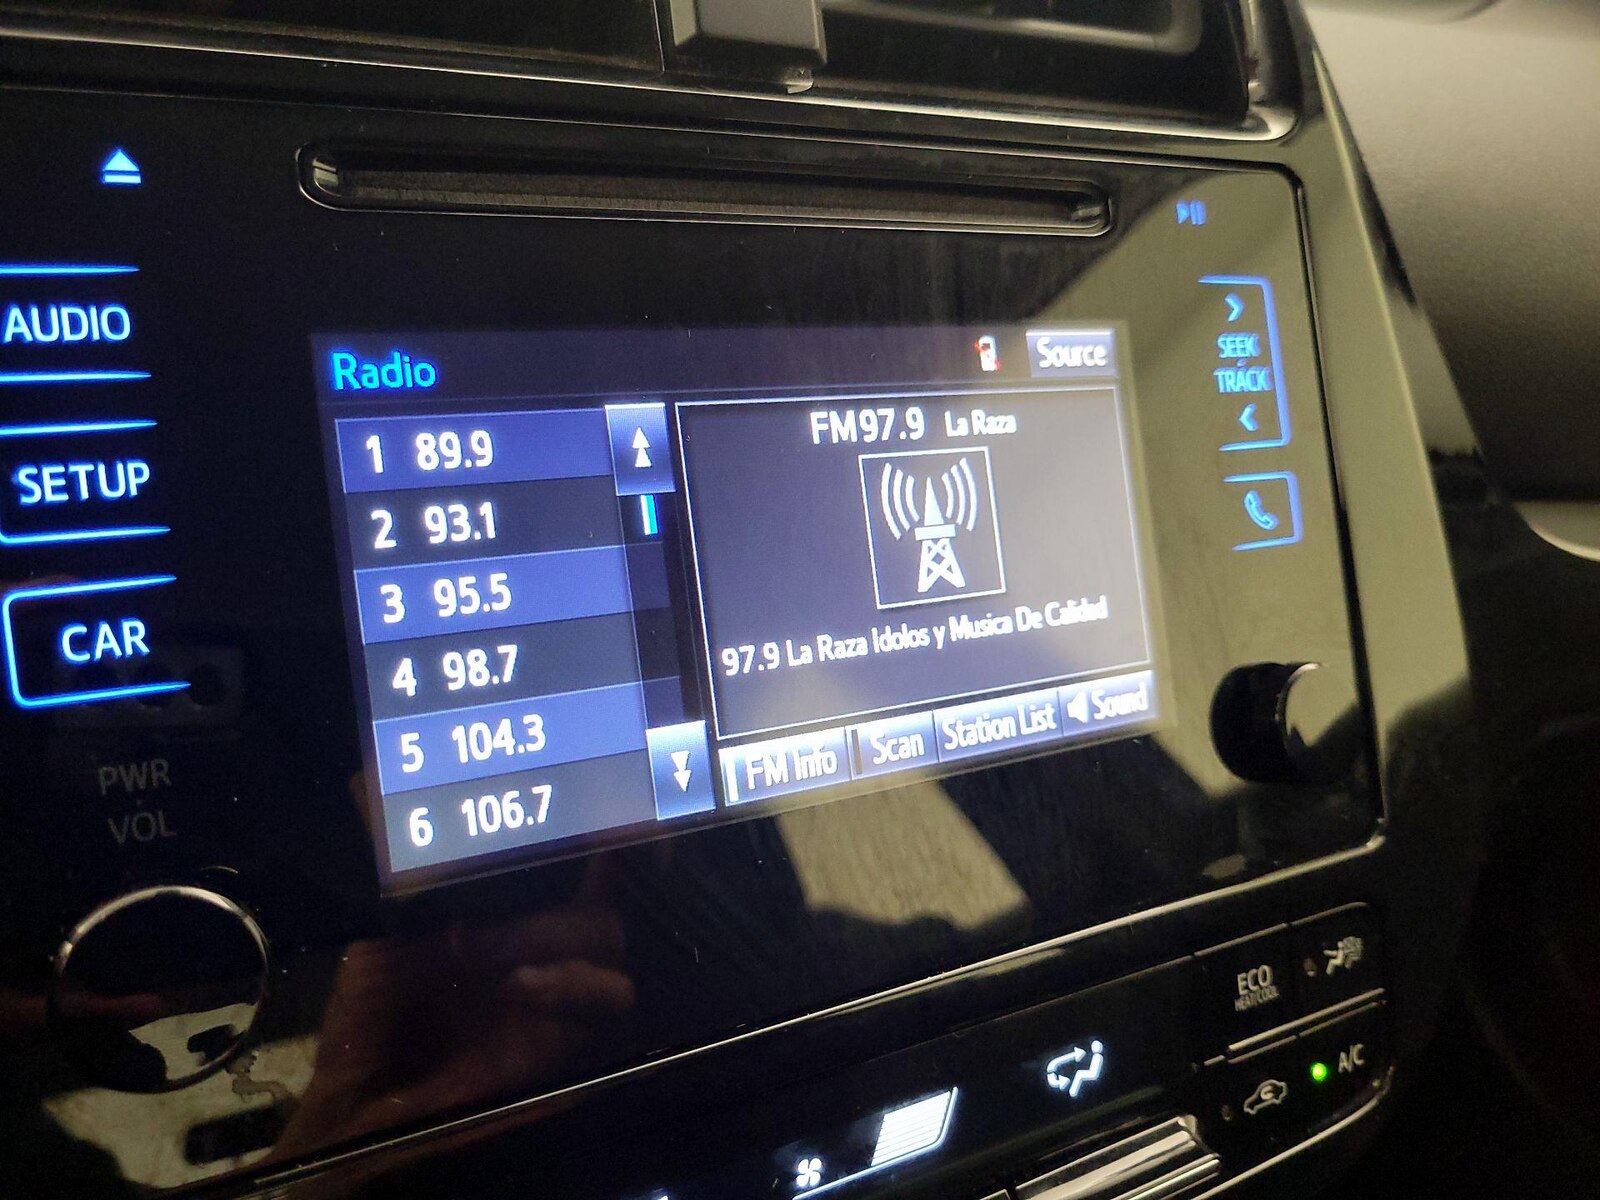 AUDIO
SETUP
CAR
PWR
VOL
Radio
Source
1 89.9
2 93.1
3 95.5
4 98.7
5 104.3
6 106.7
FM97.9 La Raza
97.9 La Raza Idolos y Musica De Calidad
FM Info
Scan
Station List
Sound
SEEK
TRACK
ECO
HEAT/COOL
A/C